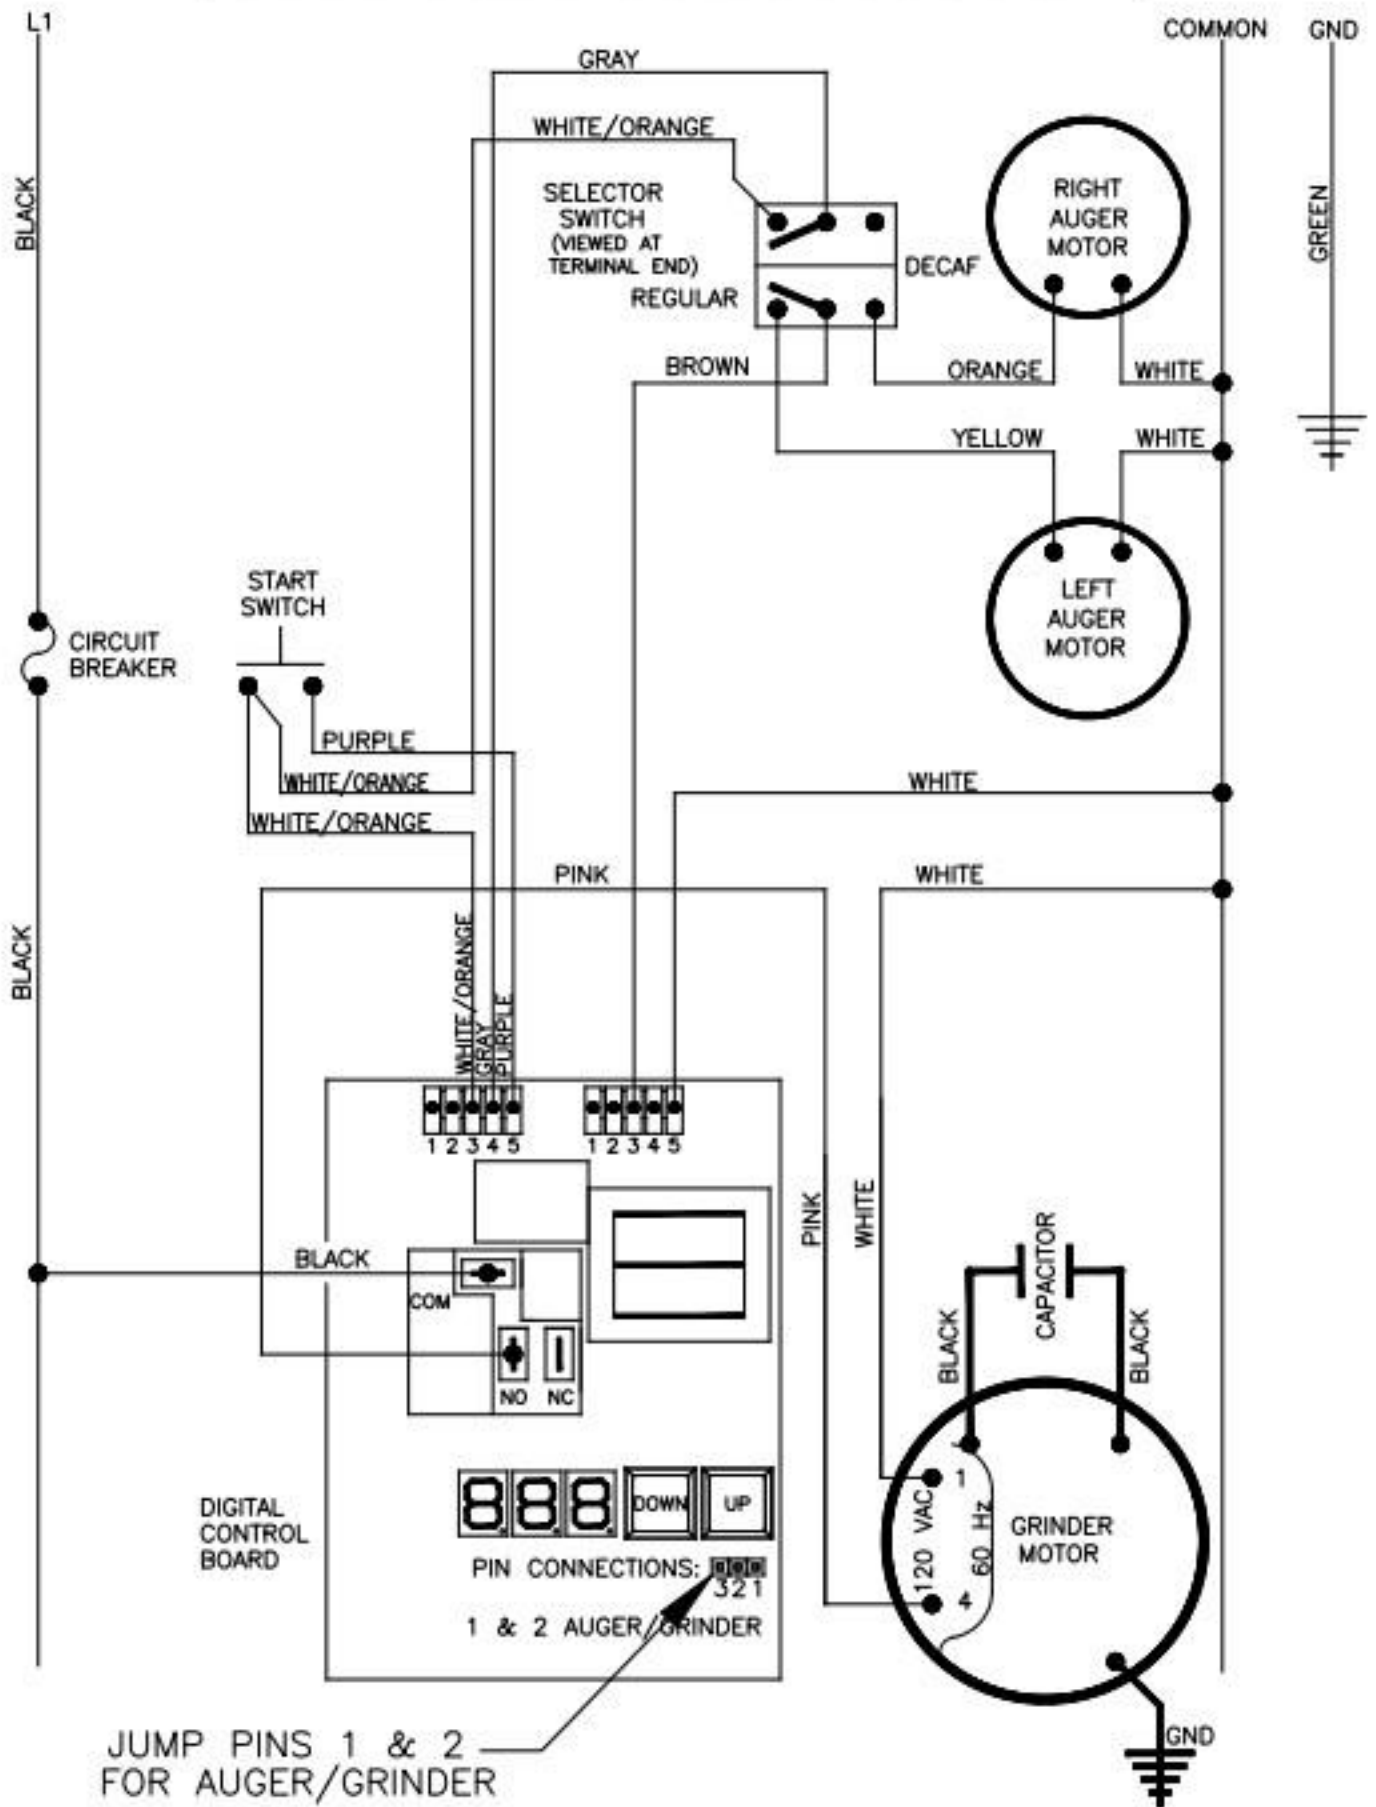 L1
COMMON
GND
GRAY
WHITE/ORANGE
BLACK
SELECTOR
SWITCH
(VIEWED AT
TERMINAL END)
REGULAR
DECAF
RIGHT
AUGER
MOTOR
GREEN
BROWN
ORANGE
WHITE
YELLOW
WHITE
START
SWITCH
CIRCUIT
BREAKER
LEFT
AUGER
MOTOR
PURPLE
WHITE/ORANGE
WHITE/ORANGE
WHITE
PINK
WHITE
BLACK
WHITE/ORANGE
GRAY
PURPLE
1 2 3 4 5
1 2 3 4 5
BLACK
COM
NO
NC
PINK
WHITE
CAPACITOR
BLACK
BLACK
DIGITAL
CONTROL
BOARD
888
DOWN
UP
PIN CONNECTIONS:
3 2 1
1 & 2 AUGER/GRINDER
120 VAC
60 Hz
1
4
GRINDER
MOTOR
GND
JUMP PINS 1 & 2
FOR AUGER/GRINDER